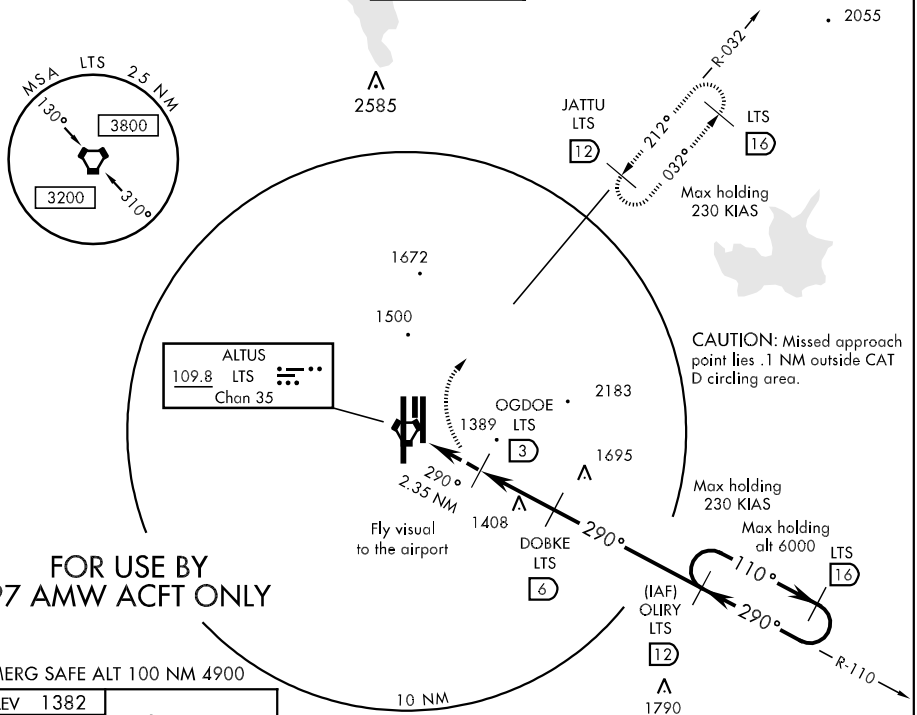 2055
R-032
MSA LTS 25 NM
130°
3800
3200
310°
2585
JATTU
LTS
12
212°
032°
LTS
16
Max holding
230 KIAS
1672
1500
ALTUS
109.8 LTS
Chan 35
CAUTION: Missed approach
point lies .1 NM outside CAT
D circling area.
2183
OGDOE
LTS
3
1389
1695
290°
2.35 NM
1408
Fly visual
to the airport
DOBKE
LTS
6
290°
Max holding
230 KIAS
Max holding
alt 6000
LTS
16
110°
290°
(IAF)
OLIRY
LTS
12
R-110
1790
FOR USE BY
97 AMW ACFT ONLY
MERG SAFE ALT 100 NM 4900
EV 1382
10 NM